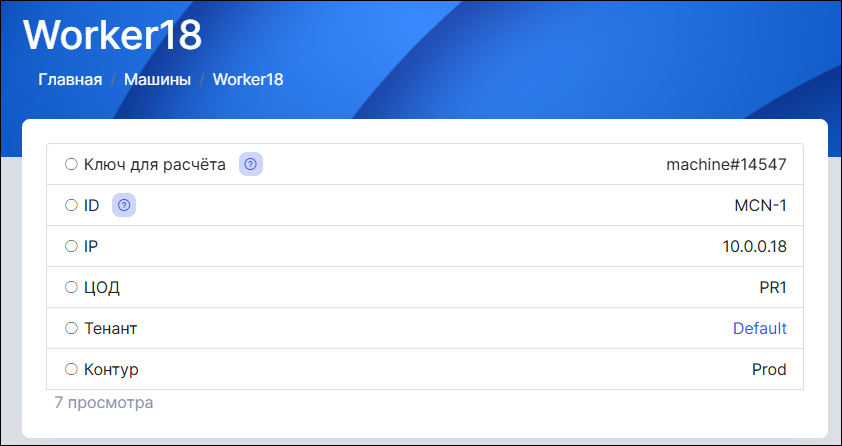 Worker18
Главная / Машины / Worker18
Ключ для расчёта machine#14547
ID MCN-1
IP 10.0.0.18
ЦОД PR1
Тенант Default
Контур Prod
7 просмотра